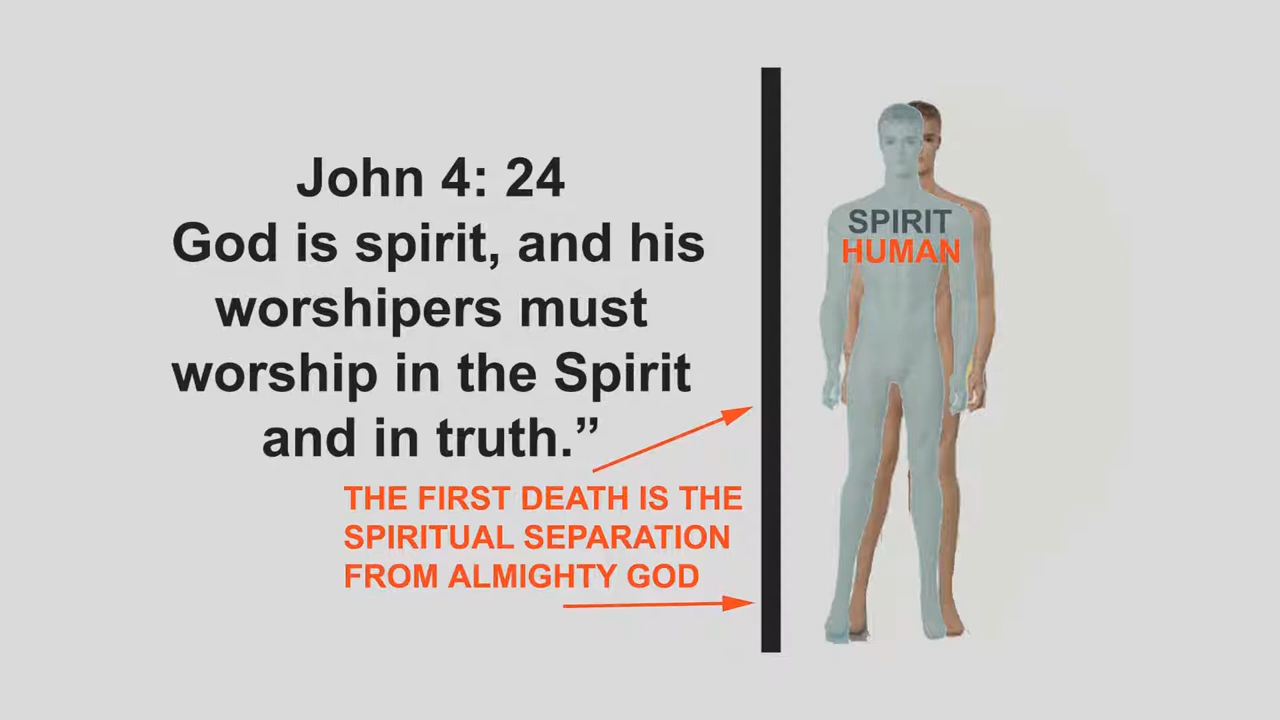 John 4: 24
God is spirit, and his
worshipers must
worship in the Spirit
and in truth.”
THE FIRST DEATH IS THE
SPIRITUAL SEPARATION
FROM ALMIGHTY GOD
SPIRIT
HUMAN